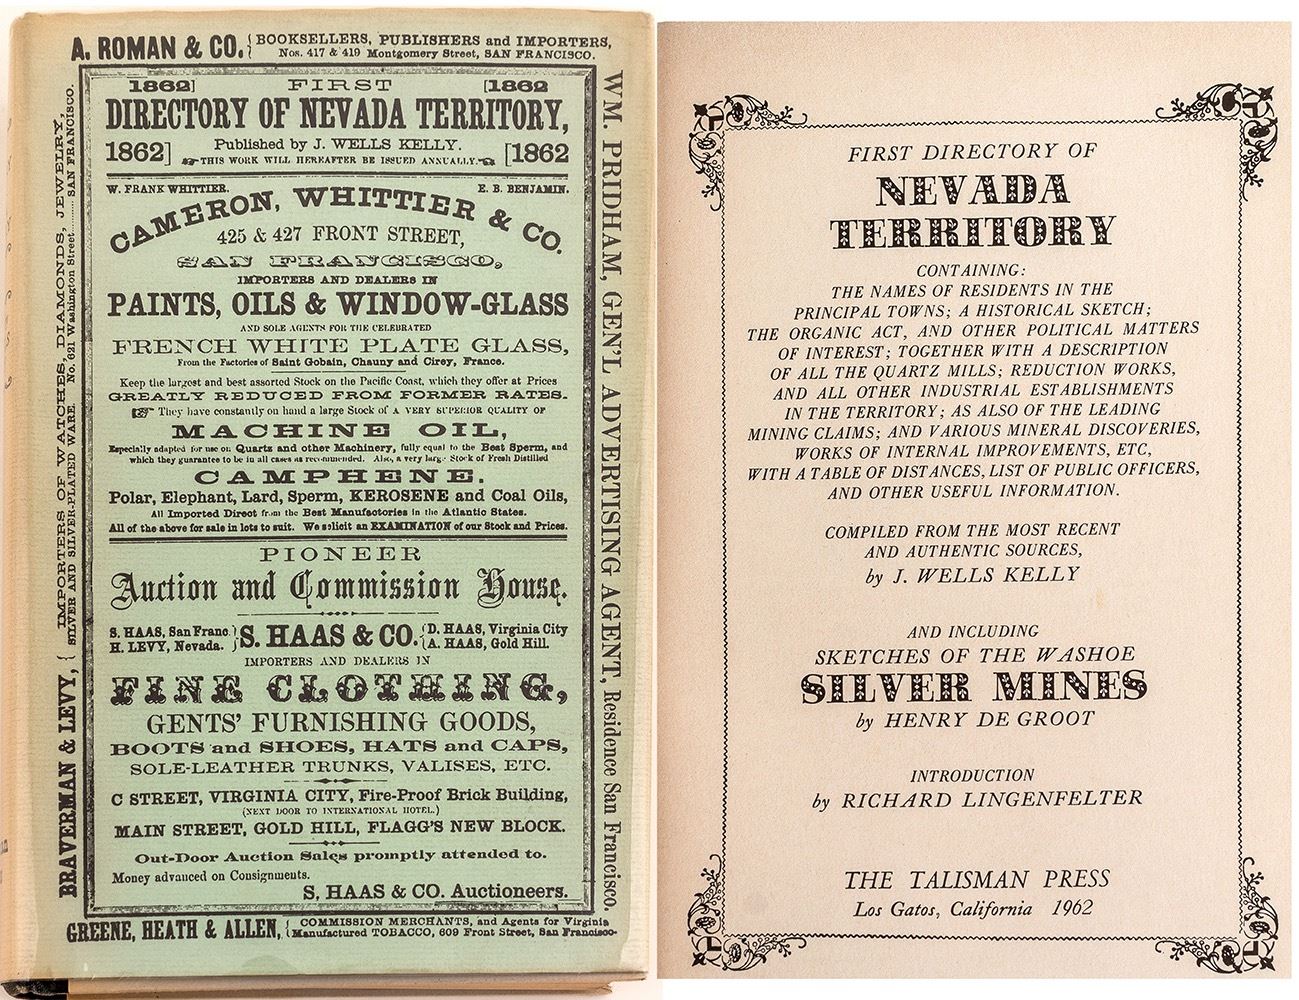 A. ROMAN & CO. { BOOKSELLERS, PUBLISHERS and IMPORTERS,
Nos. 417 & 419 Montgomery Street, SAN FRANCISCO.
1862] FIRST [1862
DIRECTORY OF NEVADA TERRITORY,
1862] Published by J. WELLS KELLY. [1862
☞THIS WORK WILL HEREAFTER BE ISSUED ANNUALLY.☜
W. FRANK WHITTIER. E. B. BENJAMIN.
CAMERON, WHITTIER & CO.
425 & 427 FRONT STREET,
SAN FRANCISCO,
IMPORTERS AND DEALERS IN
PAINTS, OILS & WINDOW-GLASS
AND SOLE AGENTS FOR THE CELEBRATED
FRENCH WHITE PLATE GLASS,
From the Factories of Saint Gobain, Chauny and Cirey, France.
Keep the largest and best assorted Stock on the Pacific Coast, which they offer at Prices
GREATLY REDUCED FROM FORMER RATES.
☞ They have constantly on hand a large Stock of A VERY SUPERIOR QUALITY OF
MACHINE OIL,
Especially adapted for use on Quartz and other Machinery, fully equal to the Best Sperm, and
which they guarantee to be in all cases as recommended. Also, a very large Stock of Fresh Distilled
CAMPHENE.
Polar, Elephant, Lard, Sperm, KEROSENE and Coal Oils,
All Imported Direct from the Best Manufactories in the Atlantic States.
All of the above for sale in lots to suit. We solicit an EXAMINATION of our Stock and Prices.
PIONEER
Auction and Commission House.
S. HAAS, San Franc. } S. HAAS & CO. { D. HAAS, Virginia City
H. LEVY, Nevada. A. HAAS, Gold Hill.
IMPORTERS AND DEALERS IN
FINE CLOTHING,
GENTS' FURNISHING GOODS,
BOOTS and SHOES, HATS and CAPS,
SOLE-LEATHER TRUNKS, VALISES, ETC.
C STREET, VIRGINIA CITY, Fire-Proof Brick Building,
(NEXT DOOR TO INTERNATIONAL HOTEL.)
MAIN STREET, GOLD HILL, FLAGG'S NEW BLOCK.
Out-Door Auction Sales promptly attended to.
Money advanced on Consignments.
S. HAAS & CO. Auctioneers.
GREENE, HEATH & ALLEN, { COMMISSION MERCHANTS, and Agents for Virginia
Manufactured TOBACCO, 609 Front Street, San Francisco.
BRAVERMAN & LEVY, { IMPORTERS OF WATCHES, DIAMONDS, JEWELRY,
SILVER AND SILVER-PLATED WARE. No. 621 Washington Street......... SAN FRANCISCO.
WM. PRIDHAM, GEN'L ADVERTISING AGENT, Residence San Francisco.
FIRST DIRECTORY OF
NEVADA
TERRITORY
CONTAINING:
THE NAMES OF RESIDENTS IN THE
PRINCIPAL TOWNS; A HISTORICAL SKETCH;
THE ORGANIC ACT, AND OTHER POLITICAL MATTERS
OF INTEREST; TOGETHER WITH A DESCRIPTION
OF ALL THE QUARTZ MILLS; REDUCTION WORKS,
AND ALL OTHER INDUSTRIAL ESTABLISHMENTS
IN THE TERRITORY; AS ALSO OF THE LEADING
MINING CLAIMS; AND VARIOUS MINERAL DISCOVERIES,
WORKS OF INTERNAL IMPROVEMENTS, ETC,
WITH A TABLE OF DISTANCES, LIST OF PUBLIC OFFICERS,
AND OTHER USEFUL INFORMATION.
COMPILED FROM THE MOST RECENT
AND AUTHENTIC SOURCES,
by J. WELLS KELLY
AND INCLUDING
SKETCHES OF THE WASHOE
SILVER MINES
by HENRY DE GROOT
INTRODUCTION
by RICHARD LINGENFELTER
THE TALISMAN PRESS
Los Gatos, California 1962